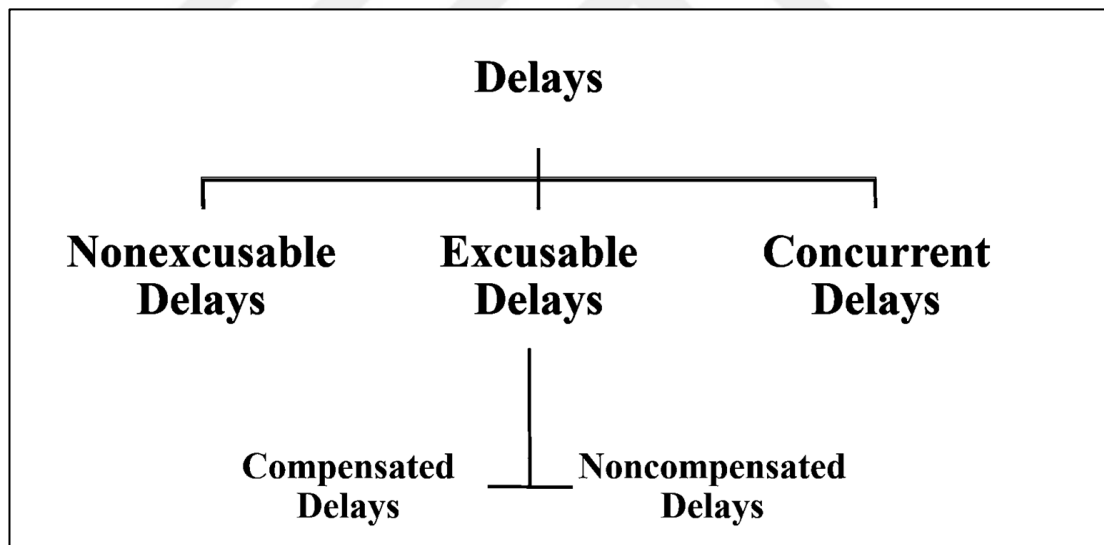 Delays
Nonexcusable
Delays
Excusable
Delays
Concurrent
Delays
Compensated
Delays
Noncompensated
Delays